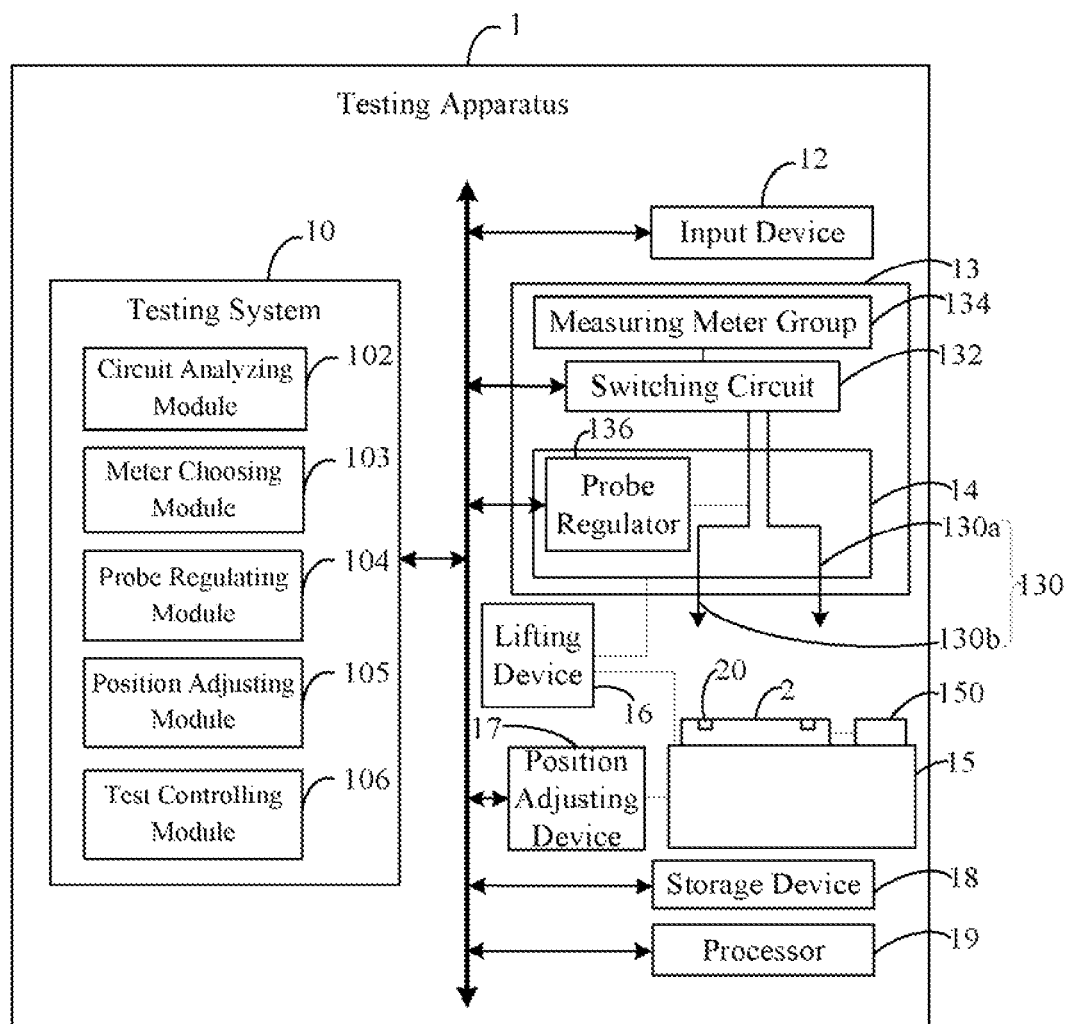 1
Testing Apparatus
12
Input Device
10
Testing System
13
Measuring Meter Group
134
Circuit Analyzing
Module
102
Switching Circuit
132
Meter Choosing
Module
103
136
Probe
Regulator
14
130a
130
130b
Probe Regulating
Module
104
Lifting
Device
16
20
2
150
Position Adjusting
Module
105
17
Position
Adjusting
Device
15
Test Controlling
Module
106
Storage Device
18
Processor
19